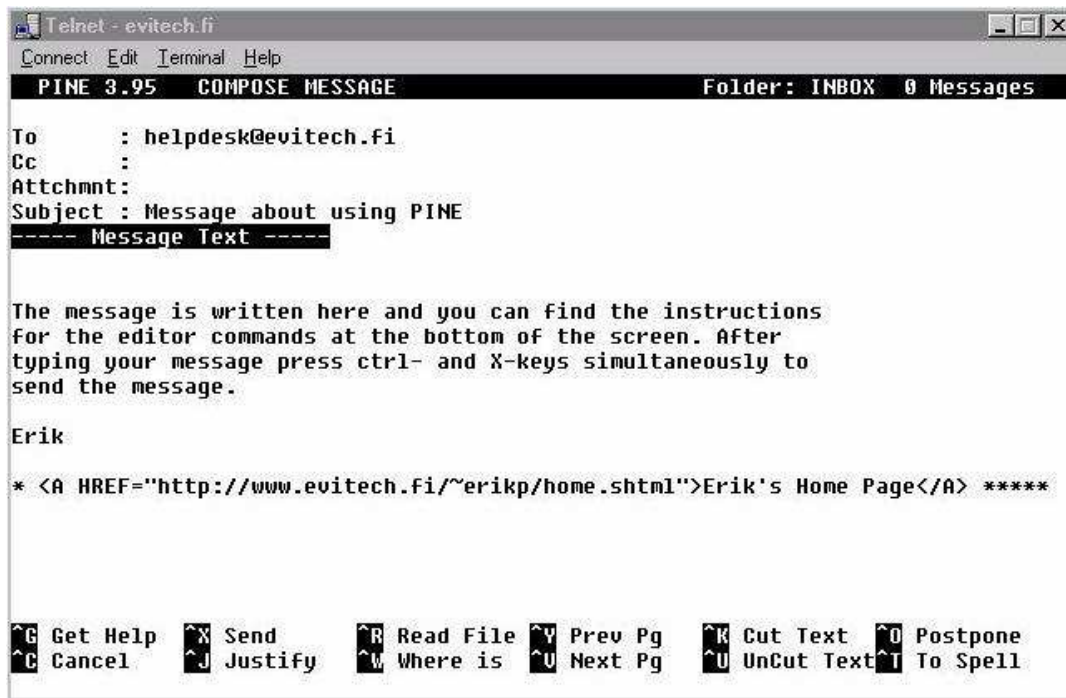 Telnet - evitech.fi
Connect Edit Terminal Help
PINE 3.95 COMPOSE MESSAGE Folder: INBOX 0 Messages
To : helpdesk@evitech.fi
Cc :
Attchmnt:
Subject : Message about using PINE
----- Message Text -----
The message is written here and you can find the instructions
for the editor commands at the bottom of the screen. After
typing your message press ctrl- and X-keys simultaneously to
send the message.
Erik
* <A HREF="http://www.evitech.fi/~erikp/home.shtml">Erik's Home Page</A> *****
^G Get Help ^X Send ^R Read File ^Y Prev Pg ^K Cut Text ^O Postpone
^C Cancel ^J Justify ^W Where is ^V Next Pg ^U UnCut Text ^T To Spell